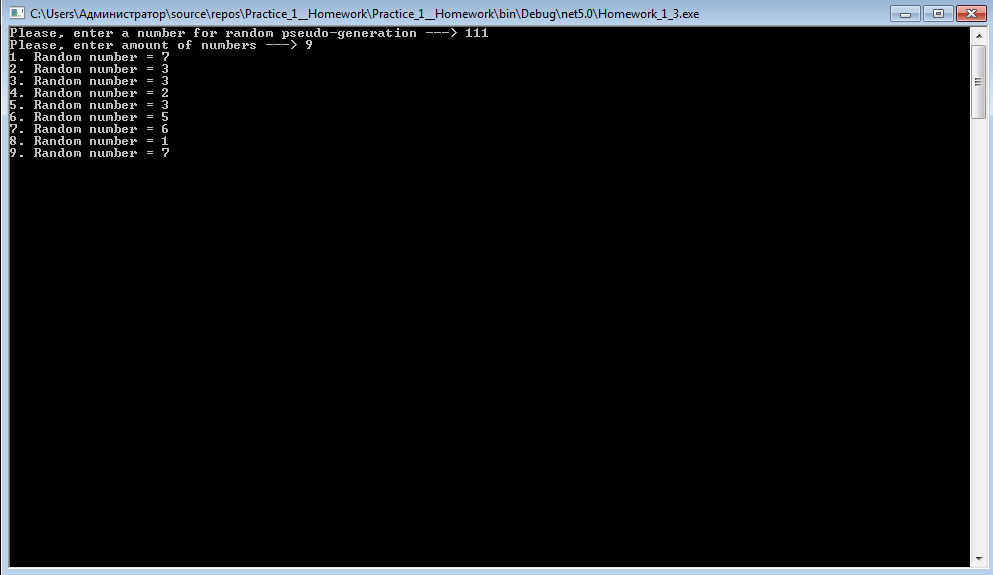 C:\Users\Администратор\source\repos\Practice_1__Homework\Practice_1__Homework\bin\Debug\net5.0\Homework_1_3.exe
Please, enter a number for random pseudo-generation ---> 111
Please, enter amount of numbers ----> 9
1. Random number = 7
2. Random number = 3
3. Random number = 3
4. Random number = 2
5. Random number = 3
6. Random number = 5
7. Random number = 6
8. Random number = 1
9. Random number = 7